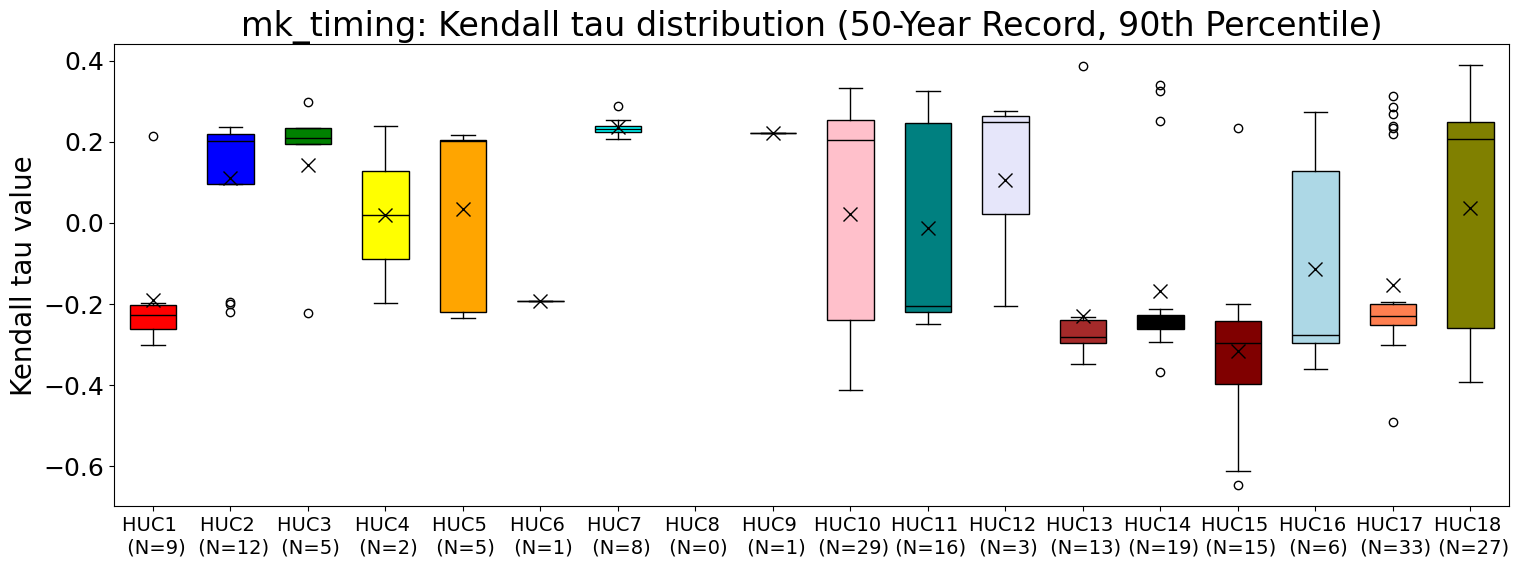 mk_timing: Kendall tau distribution (50-Year Record, 90th Percentile)
Kendall tau value
0.4
0.2
0.0
−0.2
−0.4
−0.6
HUC1 HUC2 HUC3 HUC4 HUC5 HUC6 HUC7 HUC8 HUC9 HUC10 HUC11 HUC12 HUC13 HUC14 HUC15 HUC16 HUC17 HUC18
(N=9) (N=12) (N=5) (N=2) (N=5) (N=1) (N=8) (N=0) (N=1) (N=29) (N=16) (N=3) (N=13) (N=19) (N=15) (N=6) (N=33) (N=27)